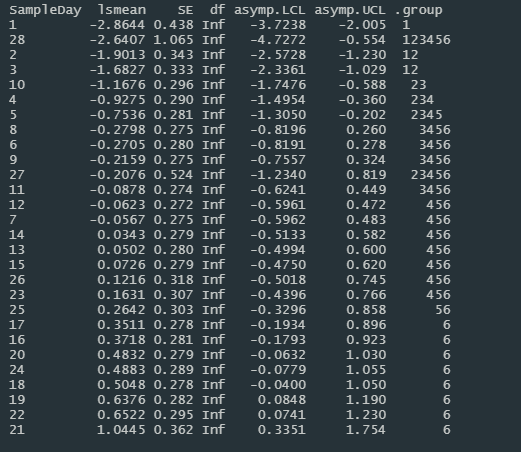 SampleDay  lsmean    SE  df asymp.LCL asymp.UCL .group
1         -2.8644 0.438 Inf   -3.7238    -2.005  1
28        -2.6407 1.065 Inf   -4.7272    -0.554  123456
2         -1.9013 0.343 Inf   -2.5728    -1.230  12
3         -1.6827 0.333 Inf   -2.3361    -1.029  12
10        -1.1676 0.296 Inf   -1.7476    -0.588   23
4         -0.9275 0.290 Inf   -1.4954    -0.360   234
5         -0.7536 0.281 Inf   -1.3050    -0.202   2345
8         -0.2798 0.275 Inf   -0.8196     0.260    3456
6         -0.2705 0.280 Inf   -0.8191     0.278    3456
9         -0.2159 0.275 Inf   -0.7557     0.324    3456
27        -0.2076 0.524 Inf   -1.2340     0.819   23456
11        -0.0878 0.274 Inf   -0.6241     0.449    3456
12        -0.0623 0.272 Inf   -0.5961     0.472     456
7         -0.0567 0.275 Inf   -0.5962     0.483     456
14         0.0343 0.279 Inf   -0.5133     0.582     456
13         0.0502 0.280 Inf   -0.4994     0.600     456
15         0.0726 0.279 Inf   -0.4750     0.620     456
26         0.1216 0.318 Inf   -0.5018     0.745     456
23         0.1631 0.307 Inf   -0.4396     0.766     456
25         0.2642 0.303 Inf   -0.3296     0.858      56
17         0.3511 0.278 Inf   -0.1934     0.896       6
16         0.3718 0.281 Inf   -0.1793     0.923       6
20         0.4832 0.279 Inf   -0.0632     1.030       6
24         0.4883 0.289 Inf   -0.0779     1.055       6
18         0.5048 0.278 Inf   -0.0400     1.050       6
19         0.6376 0.282 Inf    0.0848     1.190       6
22         0.6522 0.295 Inf    0.0741     1.230       6
21         1.0445 0.362 Inf    0.3351     1.754       6